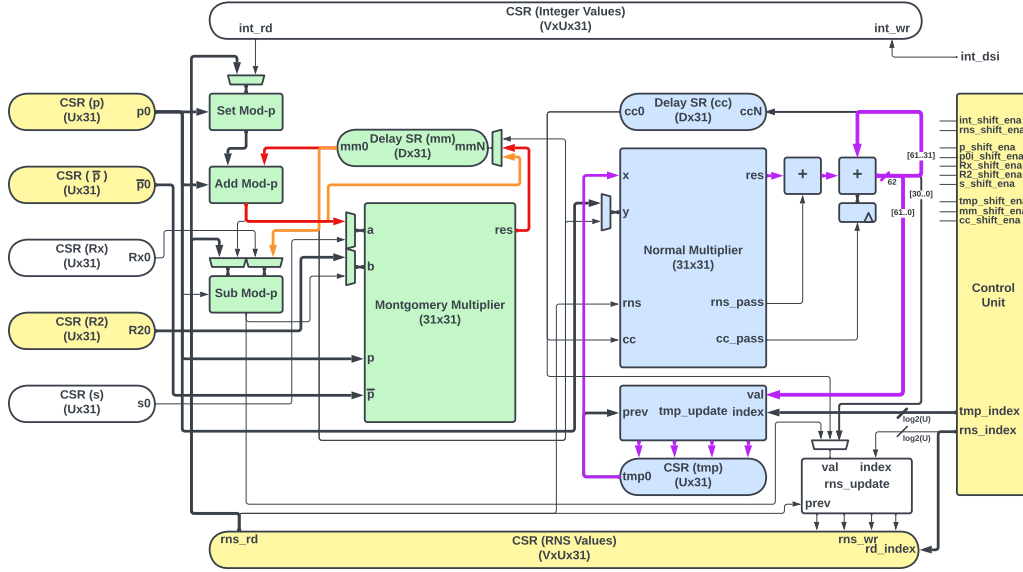 CSR (Integer Values)
(VxUx31)
int_rd
int_wr
int_dsi
CSR (p)
(Ux31)
p0
Set Mod-p
Delay SR (mm)
(Dx31)
mm0
mmN
Delay SR (cc)
(Dx31)
cc0
ccN
[61..31]
62
[30..0]
[61..0]
int_shift_ena
rns_shift_ena
p_shift_ena
p0i_shift_ena
Rx_shift_ena
R2_shift_ena
s_shift_ena
tmp_shift_ena
mm_shift_ena
cc_shift_ena
CSR ( p̅ )
(Ux31)
p̅0
Add Mod-p
CSR (Rx)
(Ux31)
Rx0
Sub Mod-p
CSR (R2)
(Ux31)
R20
CSR (s)
(Ux31)
s0
a
b
res
Montgomery Multiplier
(31x31)
p
p̅
x
y
res
+
+
Normal Multiplier
(31x31)
rns
rns_pass
cc
cc_pass
Control
Unit
val
prev
tmp_update
index
tmp_index
log2(U)
rns_index
log2(U)
CSR (tmp)
(Ux31)
tmp0
val
index
rns_update
prev
rns_rd
CSR (RNS Values)
(VxUx31)
rns_wr
rd_index